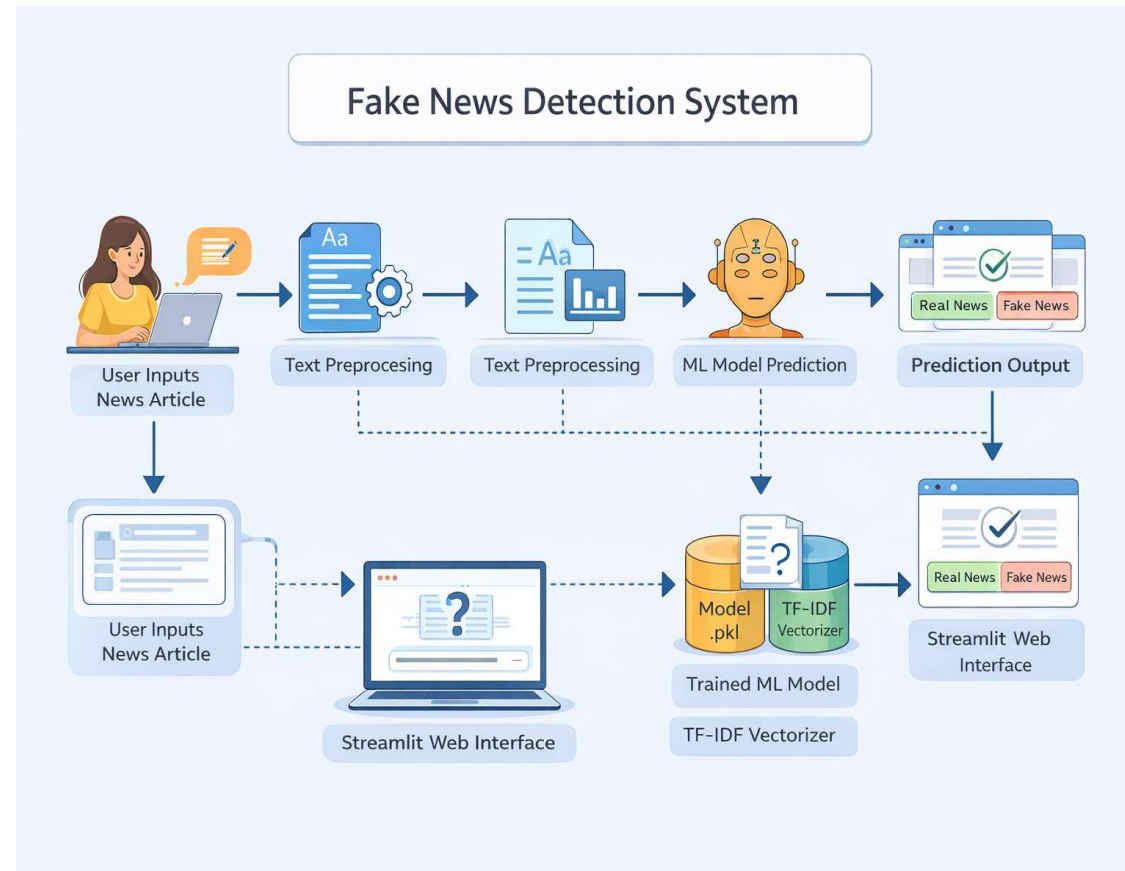 Fake News Detection System
Aa
Aa
Real News
Fake News
User Inputs
News Article
Text Preprocesing
Text Preprocessing
ML Model Prediction
Prediction Output
?
?
Model
.pkl
TF-IDF
Vectorizer
Real News
Fake News
User Inputs
News Article
Streamlit Web Interface
Trained ML Model
TF-IDF Vectorizer
Streamlit Web
Interface